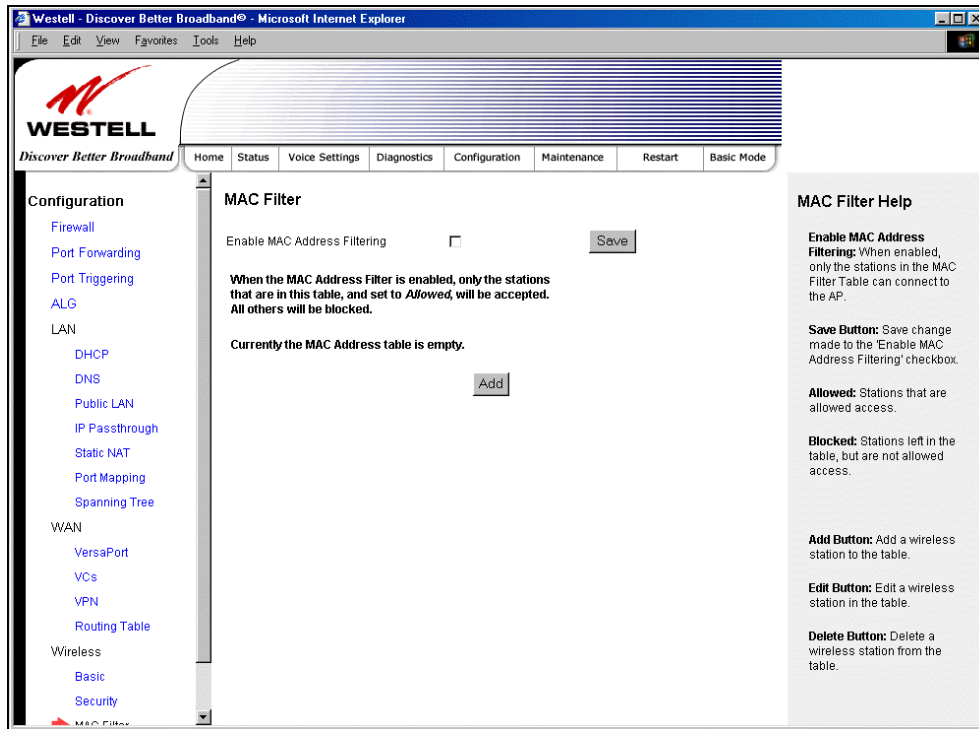 Westell - Discover Better Broadband® - Microsoft Internet Explorer
File Edit View Favorites Tools Help
WESTELL
Discover Better Broadband
Home Status Voice Settings Diagnostics Configuration Maintenance Restart Basic Mode
Configuration
Firewall
Port Forwarding
Port Triggering
ALG
LAN
DHCP
DNS
Public LAN
IP Passthrough
Static NAT
Port Mapping
Spanning Tree
WAN
VersaPort
VCs
VPN
Routing Table
Wireless
Basic
Security
MAC Filter
MAC Filter
Enable MAC Address Filtering
Save
When the MAC Address Filter is enabled, only the stations
that are in this table, and set to Allowed, will be accepted.
All others will be blocked.
Currently the MAC Address table is empty.
Add
MAC Filter Help
Enable MAC Address
Filtering: When enabled,
only the stations in the MAC
Filter Table can connect to
the AP.
Save Button: Save change
made to the 'Enable MAC
Address Filtering' checkbox.
Allowed: Stations that are
allowed access.
Blocked: Stations left in the
table, but are not allowed
access.
Add Button: Add a wireless
station to the table.
Edit Button: Edit a wireless
station in the table.
Delete Button: Delete a
wireless station from the
table.